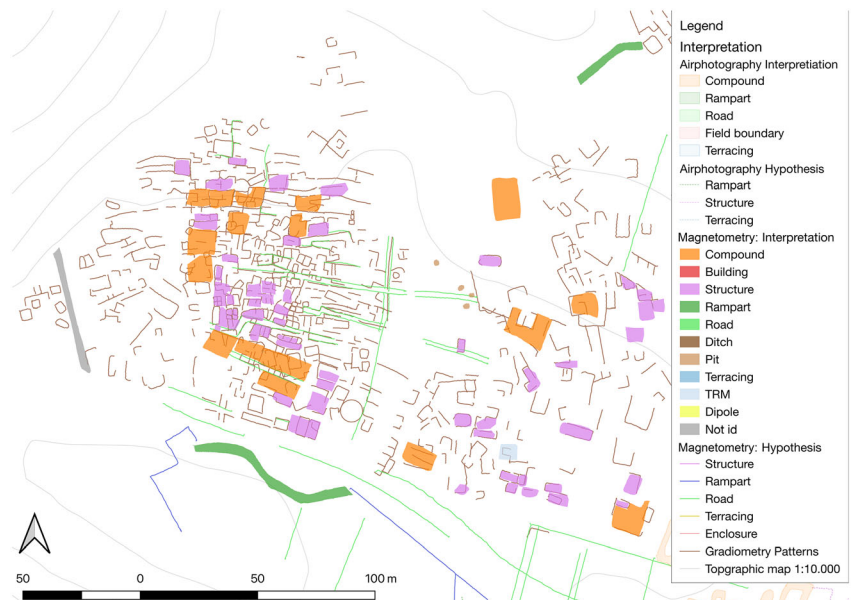 Legend
Interpretation
Airphotography Interpretiation
Compound
Rampart
Road
Field boundary
Terracing
Airphotography Hypothesis
Rampart
Structure
Terracing
Magnetometry: Interpretation
Compound
Building
Structure
Rampart
Road
Ditch
Pit
Terracing
TRM
Dipole
Not id
Magnetometry: Hypothesis
Structure
Rampart
Road
Terracing
Enclosure
Gradiometry Patterns
Topgraphic map 1:10.000
50 0 50 100 m